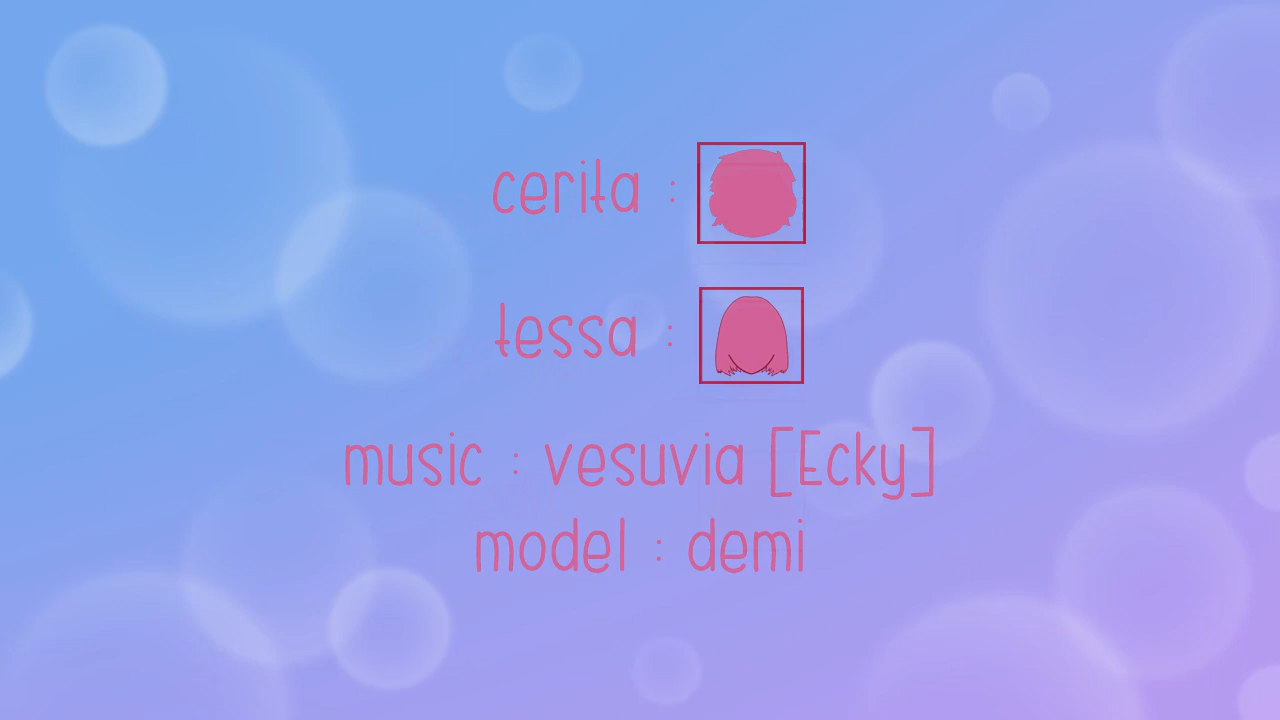 cerita :
tessa :
music : vesuvia [Ecky]
model : demi